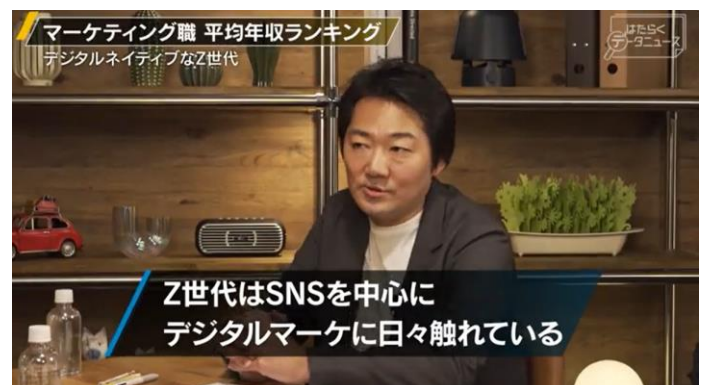 マーケティング職 平均年収ランキング
デジタルネイティブなZ世代
はたらく
データニュース
Z世代はSNSを中心に
デジタルマーケに日々触れている